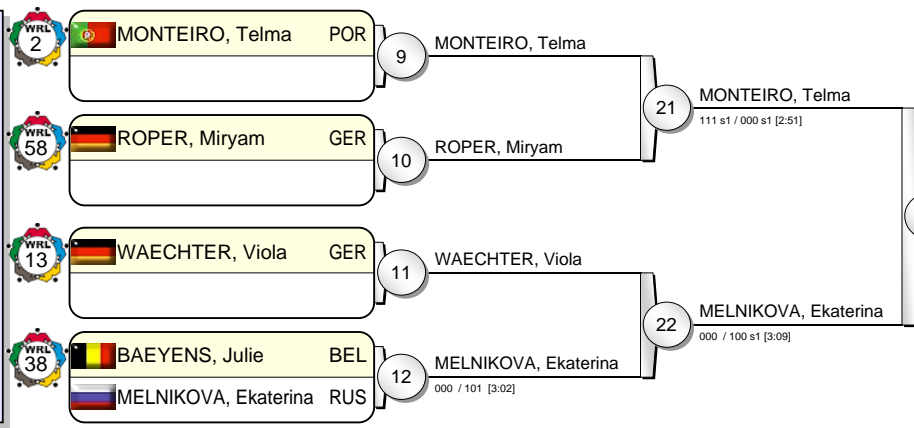 WRL
2
MONTEIRO, Telma POR
9
MONTEIRO, Telma
21
MONTEIRO, Telma
111 s1 / 000 s1 [2:51]
WRL
58
ROPER, Miryam GER
10
ROPER, Miryam
WRL
13
WAECHTER, Viola GER
11
WAECHTER, Viola
22
MELNIKOVA, Ekaterina
000 / 100 s1 [3:09]
WRL
38
BAEYENS, Julie BEL
MELNIKOVA, Ekaterina RUS
12
MELNIKOVA, Ekaterina
000 / 101 [3:02]